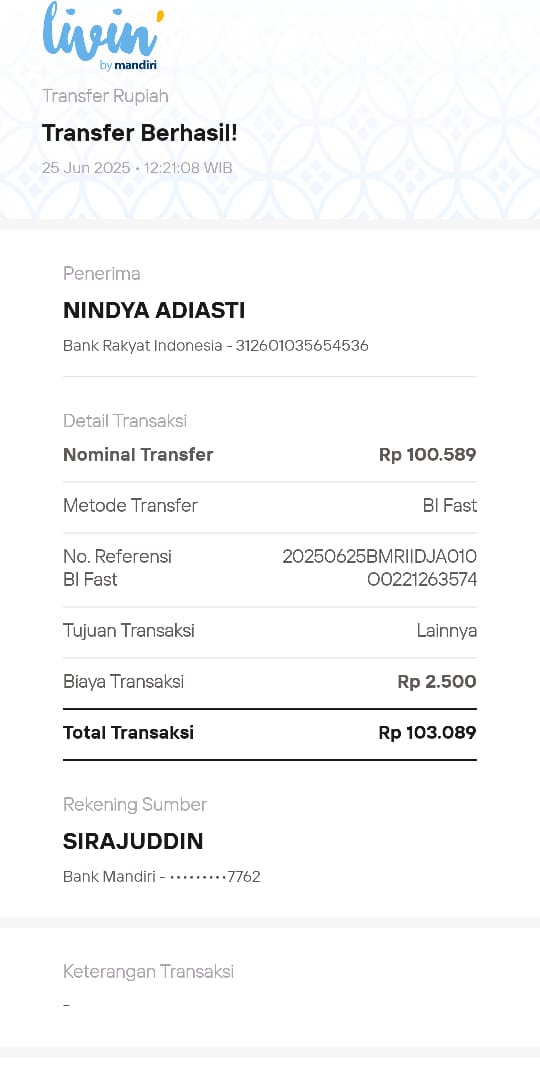 livin'
by mandiri
Transfer Rupiah
Transfer Berhasil!
25 Jun 2025 • 12:21:08 WIB
Penerima
NINDYA ADIASTI
Bank Rakyat Indonesia - 312601035654536
Detail Transaksi
Nominal Transfer Rp 100.589
Metode Transfer BI Fast
No. Referensi 20250625BMRIIDJA010
BI Fast O0221263574
Tujuan Transaksi Lainnya
Biaya Transaksi Rp 2.500
Total Transaksi Rp 103.089
Rekening Sumber
SIRAJUDDIN
Bank Mandiri - •••••••••7762
Keterangan Transaksi
-